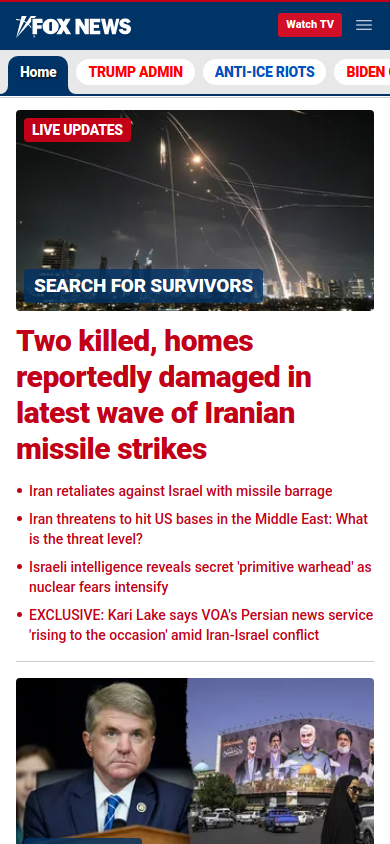 FOX NEWS
Watch TV
Home
TRUMP ADMIN
ANTI-ICE RIOTS
BIDEN
LIVE UPDATES
SEARCH FOR SURVIVORS
Two killed, homes
reportedly damaged in
latest wave of Iranian
missile strikes
• Iran retaliates against Israel with missile barrage
• Iran threatens to hit US bases in the Middle East: What
is the threat level?
• Israeli intelligence reveals secret 'primitive warhead' as
nuclear fears intensify
• EXCLUSIVE: Kari Lake says VOA's Persian news service
'rising to the occasion' amid Iran-Israel conflict